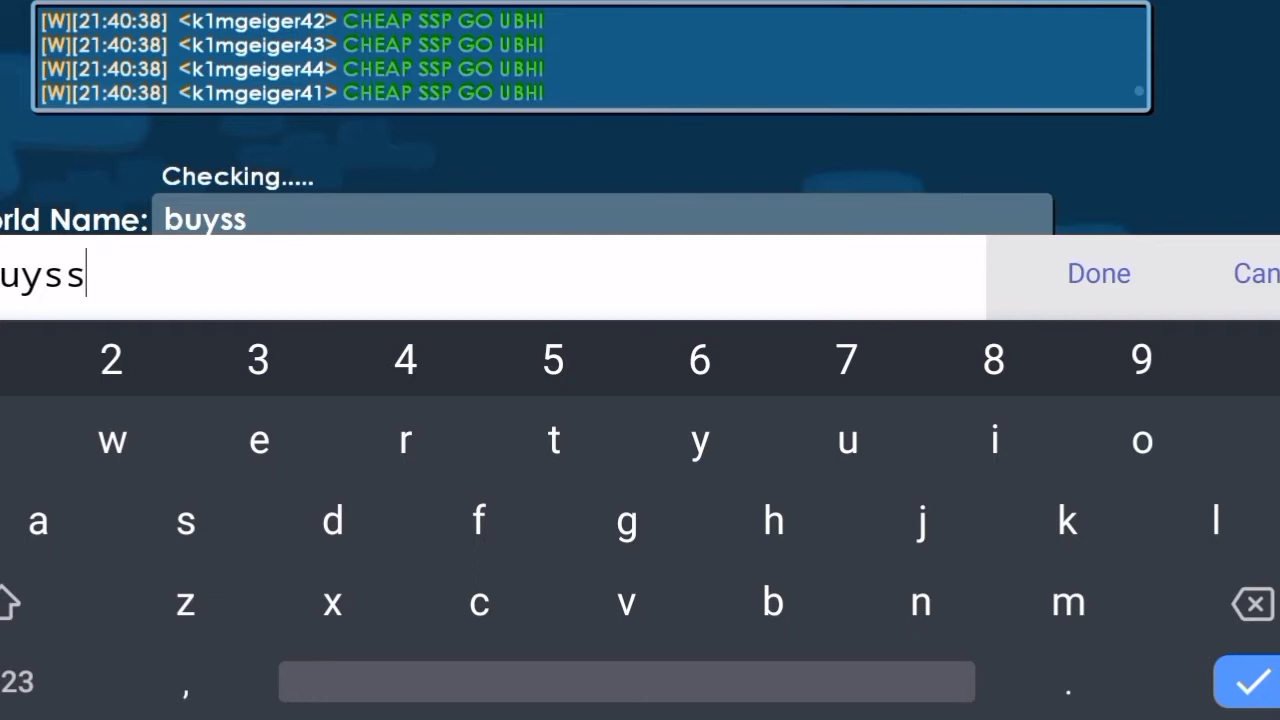 [W][21:40:38] <k1mgeiger42> CHEAP SSP GO UBHI
[W][21:40:38] <k1mgeiger43> CHEAP SSP GO UBHI
[W][21:40:38] <k1mgeiger44> CHEAP SSP GO UBHI
[W][21:40:38] <k1mgeiger41> CHEAP SSP GO UBHI
Checking.....
orld Name: buyss
uyss Done Can
2 3 4 5 6 7 8 9
w e r t y u i o
a s d f g h j k l
z x c v b n m
23 , .